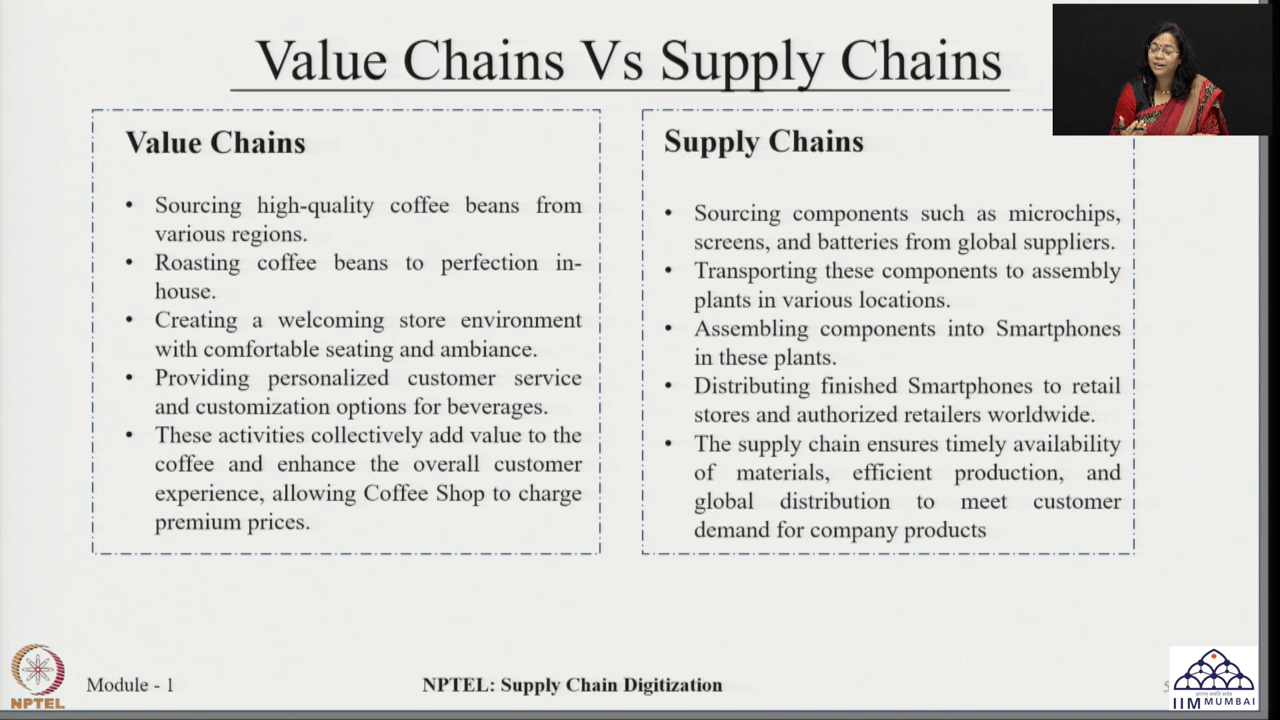 Value Chains Vs Supply Chains
Value Chains
• Sourcing high-quality coffee beans from
various regions.
• Roasting coffee beans to perfection in-
house.
• Creating a welcoming store environment
with comfortable seating and ambiance.
• Providing personalized customer service
and customization options for beverages.
• These activities collectively add value to the
coffee and enhance the overall customer
experience, allowing Coffee Shop to charge
premium prices.
Supply Chains
• Sourcing components such as microchips,
screens, and batteries from global suppliers.
• Transporting these components to assembly
plants in various locations.
• Assembling components into Smartphones
in these plants.
• Distributing finished Smartphones to retail
stores and authorized retailers worldwide.
• The supply chain ensures timely availability
of materials, efficient production, and
global distribution to meet customer
demand for company products
NPTEL
Module - 1
NPTEL: Supply Chain Digitization
IIM MUMBAI